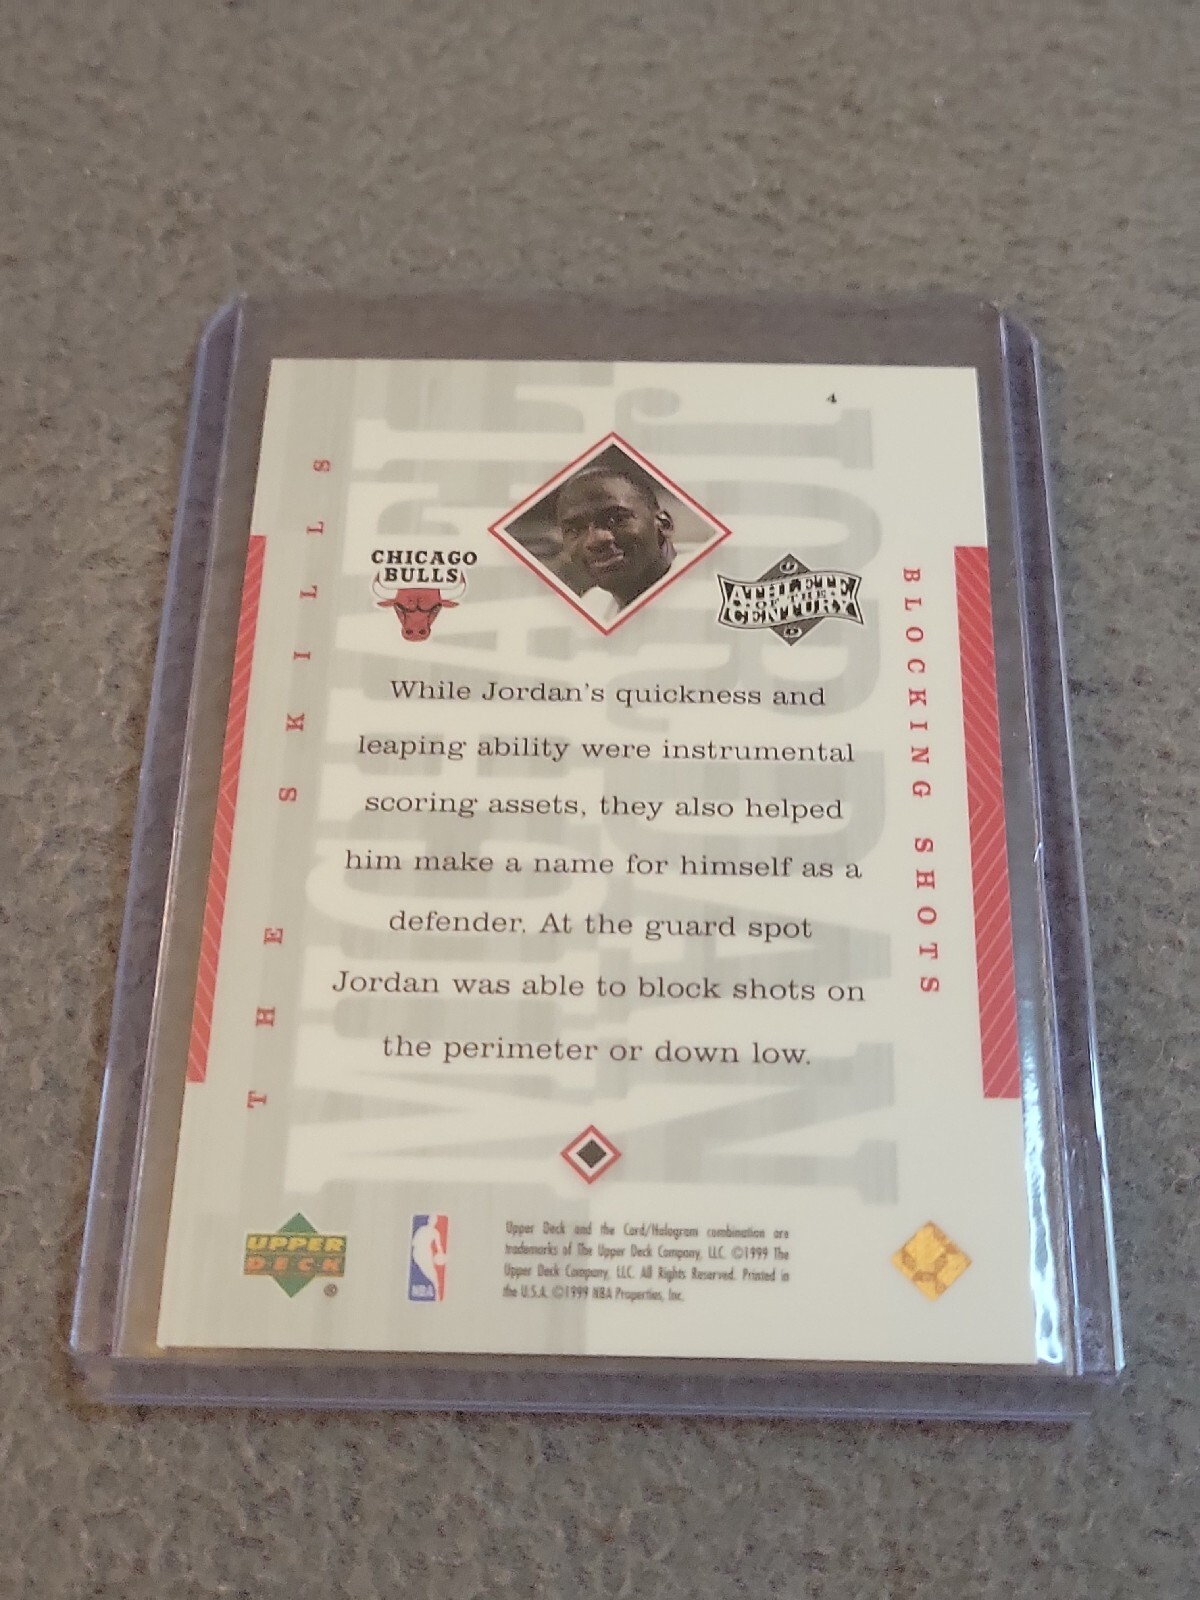 4
THE SKILLS
CHICAGO
BULLS
ATHLETE
OF THE
CENTURY
BLOCKING SHOTS
MICHAEL
JORDAN
While Jordan's quickness and
leaping ability were instrumental
scoring assets, they also helped
him make a name for himself as a
defender. At the guard spot
Jordan was able to block shots on
the perimeter or down low.
UPPER
DECK
®
NBA
Upper Deck and the Card/Hologram combination are
trademarks of The Upper Deck Company, LLC. ©1999 The
Upper Deck Company, LLC. All Rights Reserved. Printed in
the U.S.A. ©1999 NBA Properties, Inc.